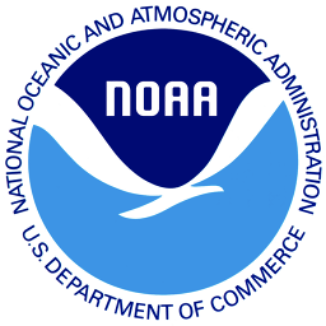 NATIONAL OCEANIC AND ATMOSPHERIC ADMINISTRATION
NOAA
U.S. DEPARTMENT OF COMMERCE